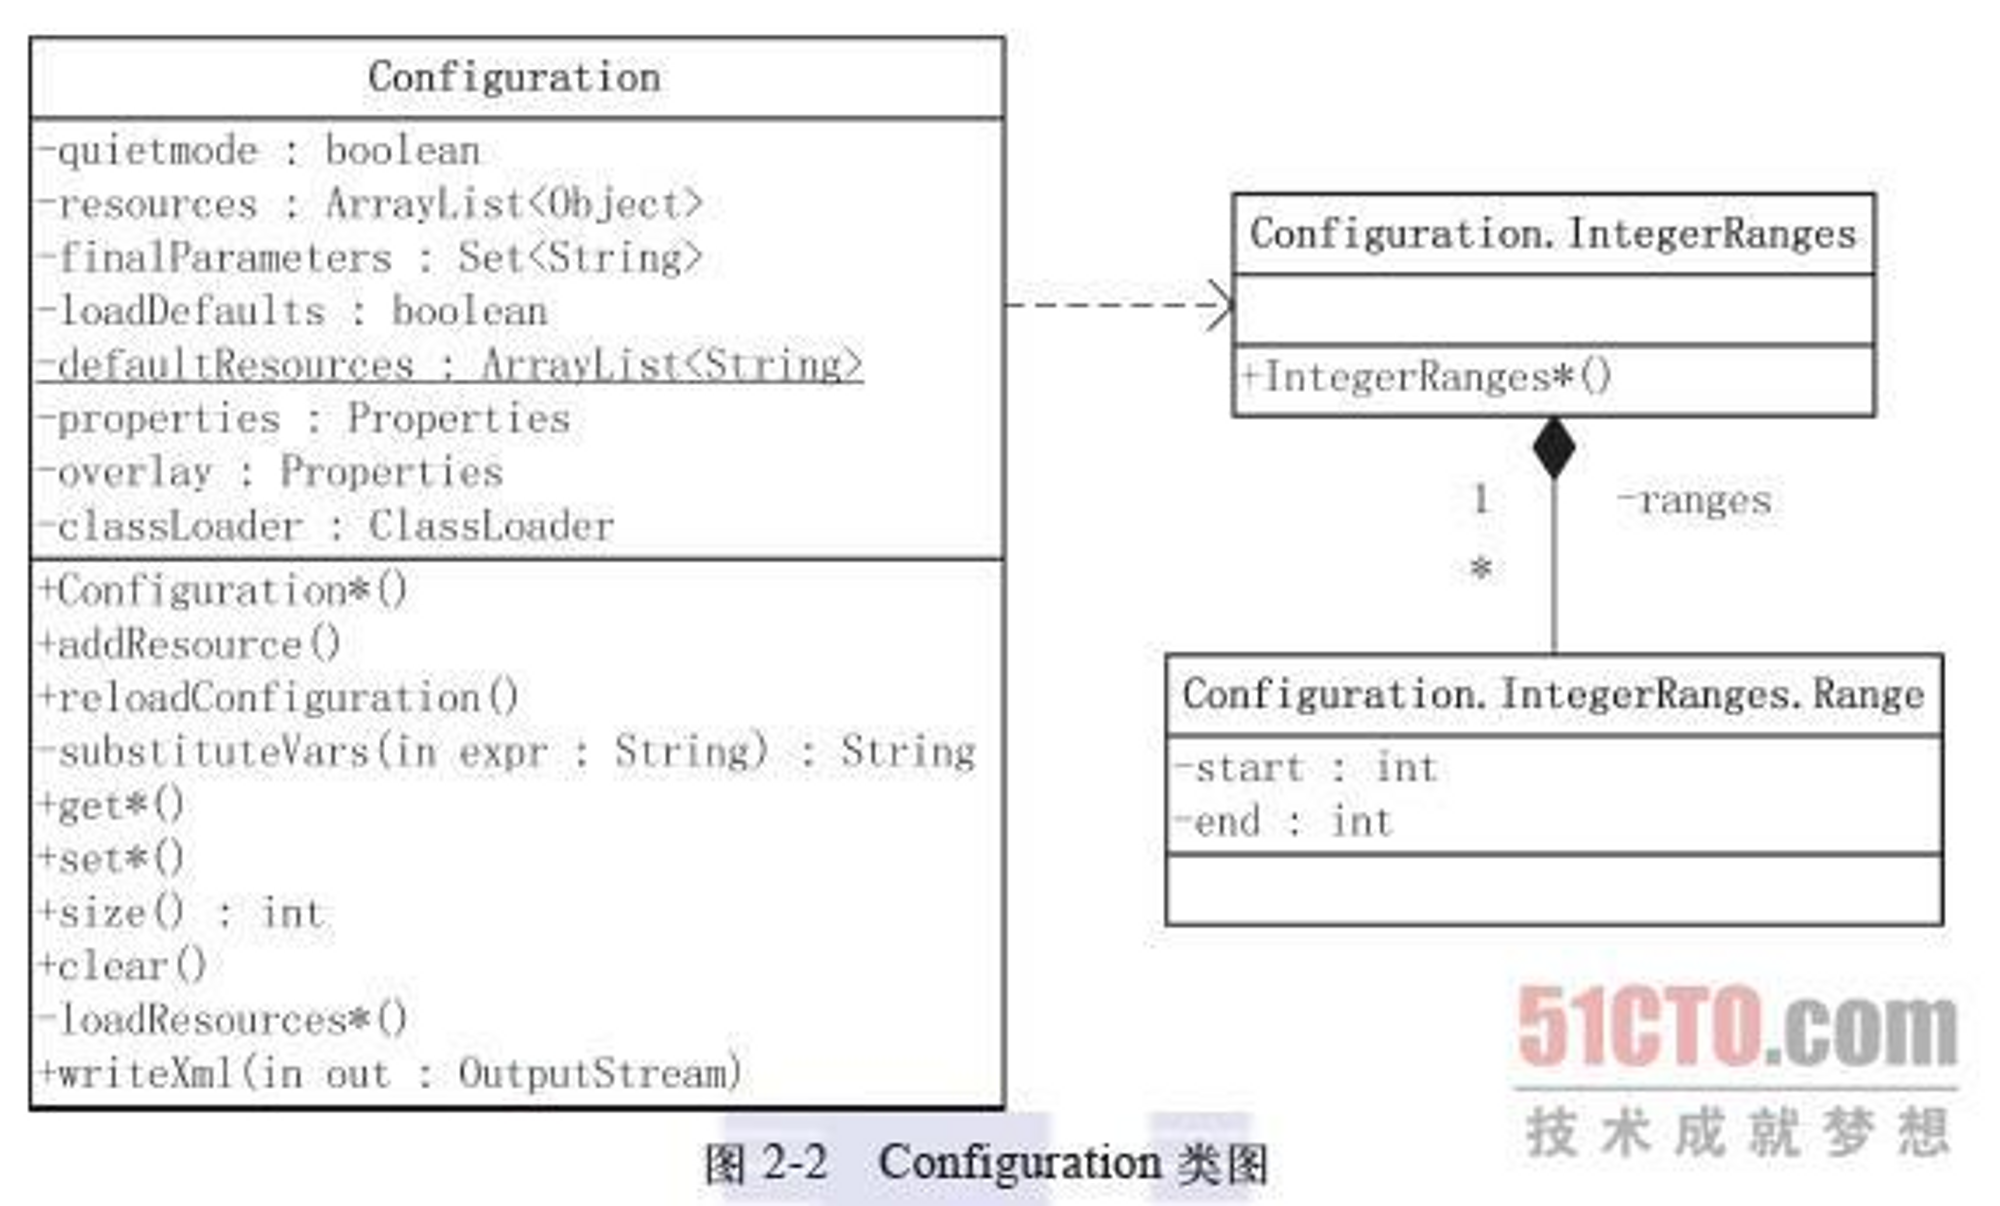 Configuration
-quietmode : boolean
-resources : ArrayList<Object>
-finalParameters : Set<String>
-loadDefaults : boolean
-defaultResources : ArrayList<String>
-properties : Properties
-overlay : Properties
-classLoader : ClassLoader
+Configuration*()
+addResource()
+reloadConfiguration()
-substituteVars(in expr : String) : String
+get*()
+set*()
+size() : int
+clear()
-loadResources*()
+writeXml(in out : OutputStream)
Configuration.IntegerRanges
+IntegerRanges*()
1
-ranges
*
Configuration.IntegerRanges.Range
-start : int
-end : int
51CTO.com
技术成就梦想
图 2-2 Configuration 类图